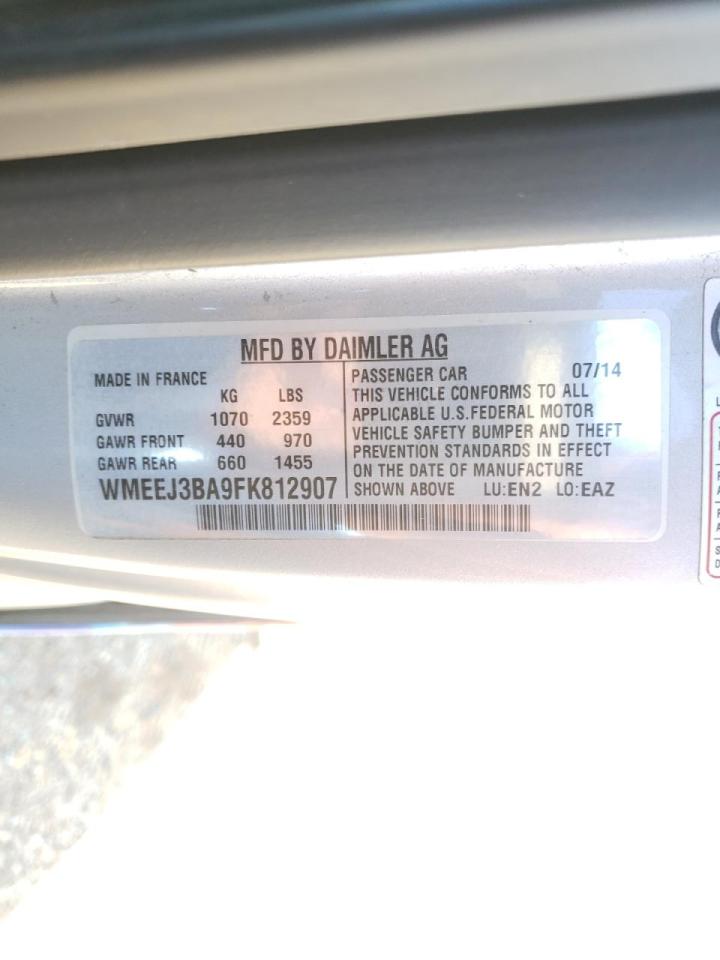 MFD BY DAIMLER AG
MADE IN FRANCE
KG LBS
GVWR 1070 2359
GAWR FRONT 440 970
GAWR REAR 660 1455
WMEEJ3BA9FK812907
PASSENGER CAR 07/14
THIS VEHICLE CONFORMS TO ALL
APPLICABLE U.S.FEDERAL MOTOR
VEHICLE SAFETY BUMPER AND THEFT
PREVENTION STANDARDS IN EFFECT
ON THE DATE OF MANUFACTURE
SHOWN ABOVE LU:EN2 LO:EAZ